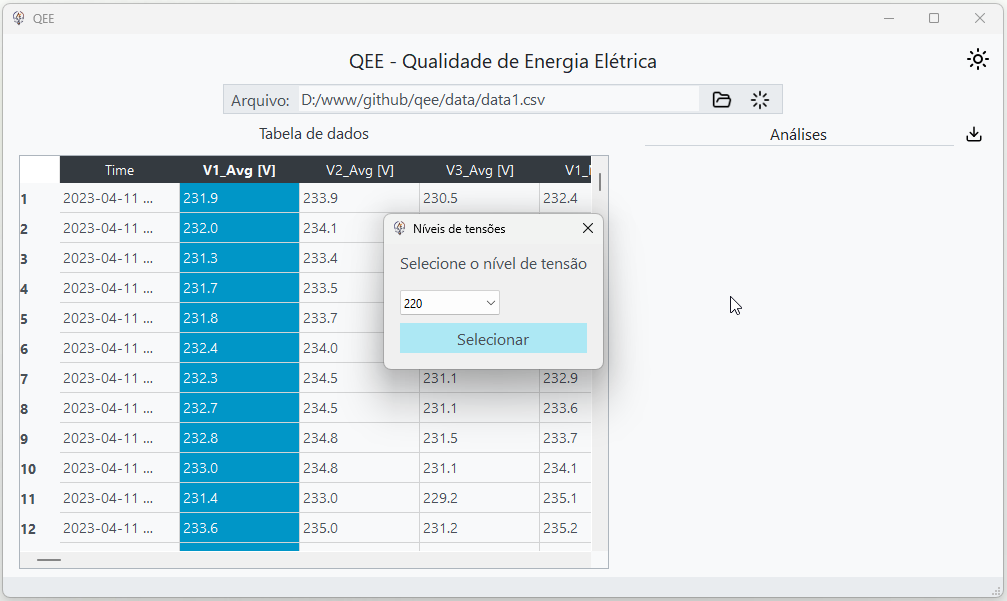 QEE
QEE - Qualidade de Energia Elétrica
Arquivo: D:/www/github/qee/data/data1.csv
Tabela de dados
Análises
Time V1_Avg [V] V2_Avg [V] V3_Avg [V] V1_
1 2023-04-11 ... 231.9 233.9 230.5 232.4
2 2023-04-11 ... 232.0 234.1
3 2023-04-11 ... 231.3 233.4
4 2023-04-11 ... 231.7 233.5
5 2023-04-11 ... 231.8 233.7
6 2023-04-11 ... 232.4 234.0
7 2023-04-11 ... 232.3 234.5 231.1 232.9
8 2023-04-11 ... 232.7 234.5 231.1 233.6
9 2023-04-11 ... 232.8 234.8 231.5 233.7
10 2023-04-11 ... 233.0 234.8 231.1 234.1
11 2023-04-11 ... 231.4 233.0 229.2 235.1
12 2023-04-11 ... 233.6 235.0 231.2 235.2
Níveis de tensões
Selecione o nível de tensão
220
Selecionar